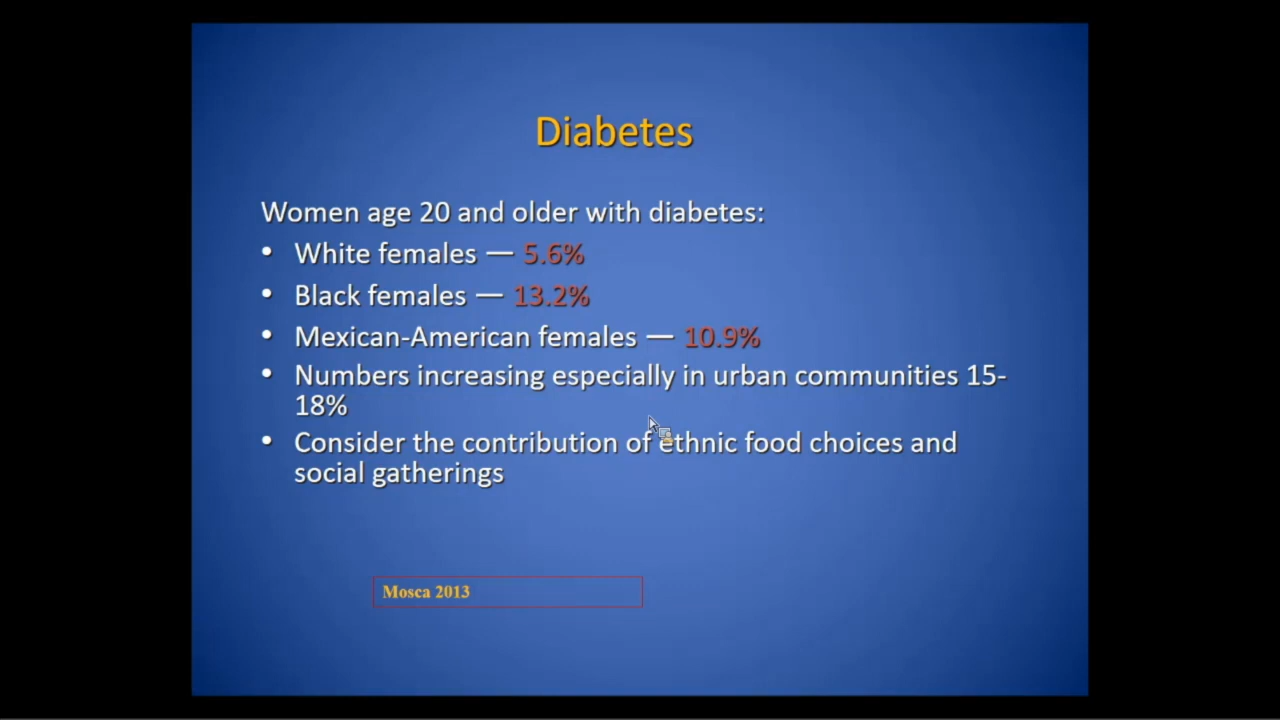 Diabetes
Women age 20 and older with diabetes:
• White females — 5.6%
• Black females — 13.2%
• Mexican-American females — 10.9%
• Numbers increasing especially in urban communities 15-
18%
• Consider the contribution of ethnic food choices and
social gatherings
Mosca 2013